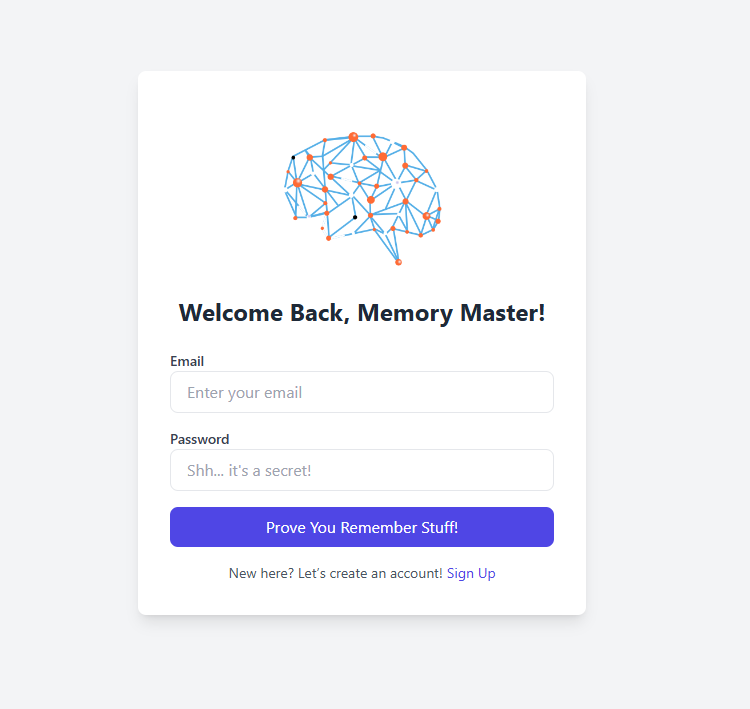 Welcome Back, Memory Master!
Email
Enter your email
Password
Shh... it's a secret!
Prove You Remember Stuff!
New here? Let’s create an account! Sign Up